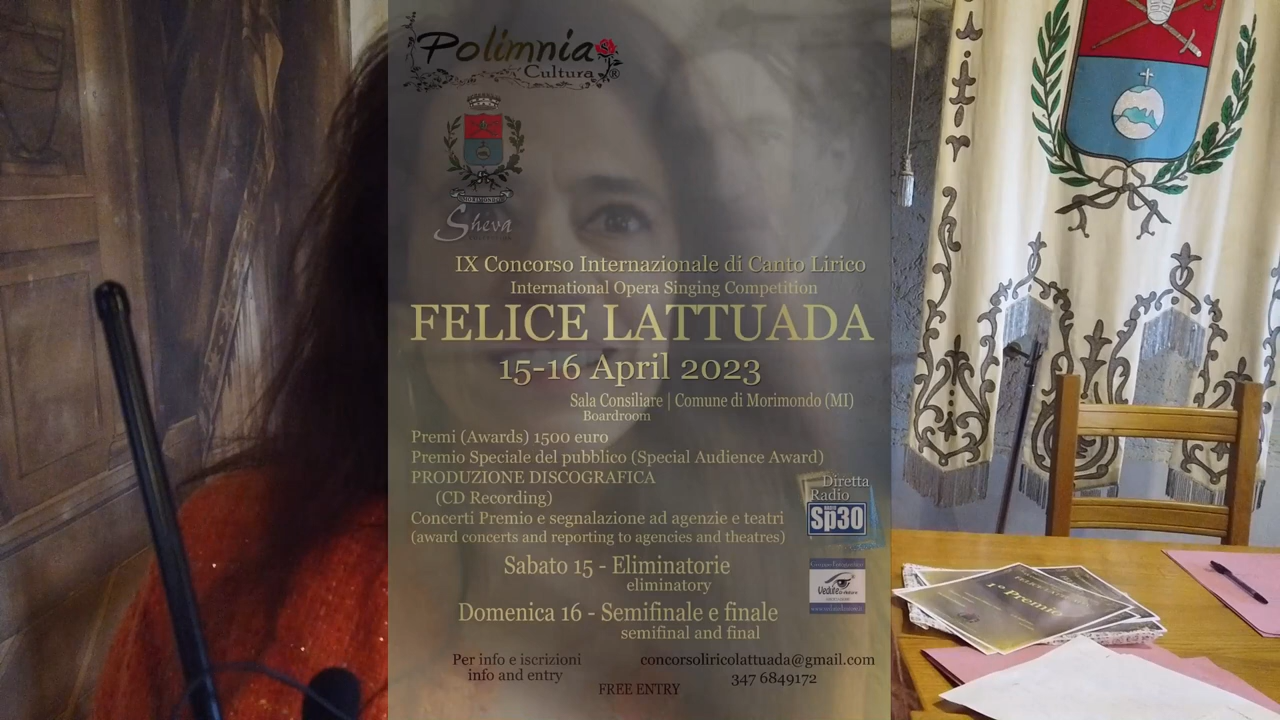 Polimnia
Cultura®
Sheva
IX Concorso Internazionale di Canto Lirico
International Opera Singing Competition
FELICE LATTUADA
15-16 April 2023
Sala Consiliare | Comune di Morimondo (MI)
Boardroom
Premi (Awards) 1500 euro
Premio Speciale del pubblico (Special Audience Award)
PRODUZIONE DISCOGRAFICA
(CD Recording)
Concerti Premio e segnalazione ad agenzie e teatri
(award concerts and reporting to agencies and theatres)
Diretta
Radio
Sp30
Sabato 15 - Eliminatorie
eliminatory
Domenica 16 - Semifinale e finale
semifinal and final
Per info e iscrizioni
info and entry
concorsoliricolattuada@gmail.com
347 6849172
FREE ENTRY
1° Premio